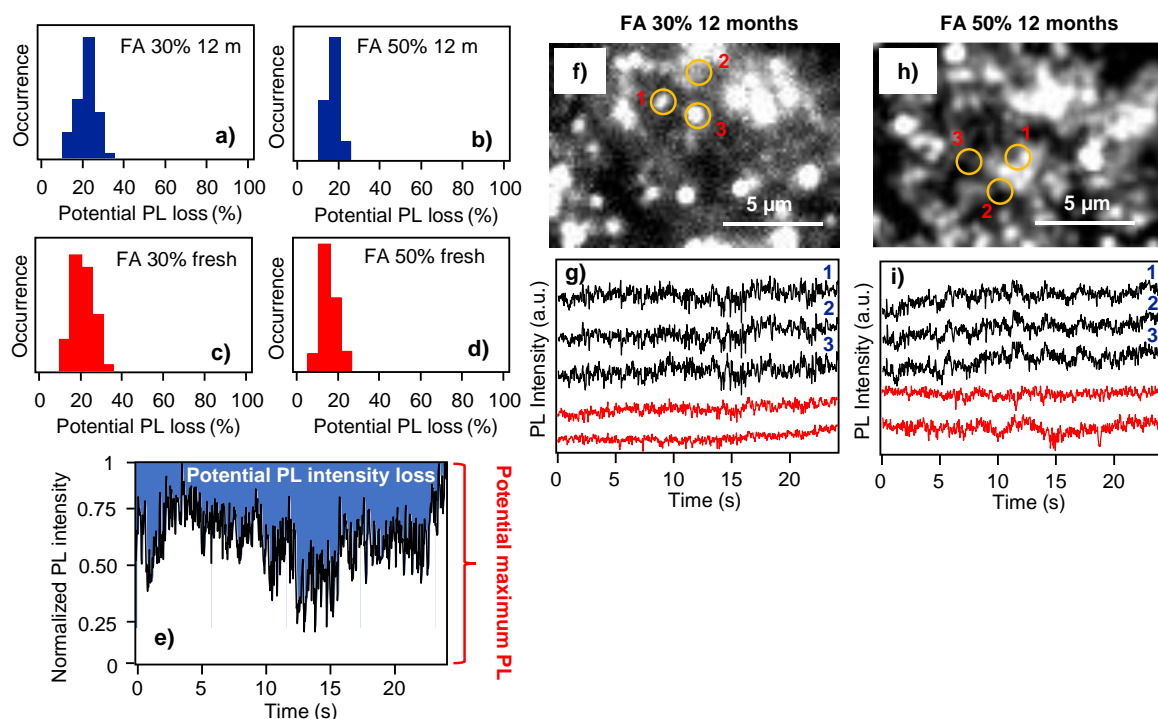 FA 30% 12 m
Occurrence
a)
0 20 40 60 80 100
Potential PL loss (%)
FA 50% 12 m
Occurrence
b)
0 20 40 60 80 100
Potential PL loss (%)
FA 30% fresh
Occurrence
c)
0 20 40 60 80 100
Potential PL loss (%)
FA 50% fresh
Occurrence
d)
0 20 40 60 80 100
Potential PL loss (%)
Potential PL intensity loss
Normalized PL intensity
1
0.75
0.50
0.25
0
e)
0 5 10 15 20
Time (s)
Potential maximum PL
FA 30% 12 months
f)
2
1
3
5 µm
g)
1
2
3
PL Intensity (a.u.)
0 5 10 15 20
Time (s)
FA 50% 12 months
h)
1
3
2
5 µm
i)
1
2
3
PL Intensity (a.u.)
0 5 10 15 20
Time (s)